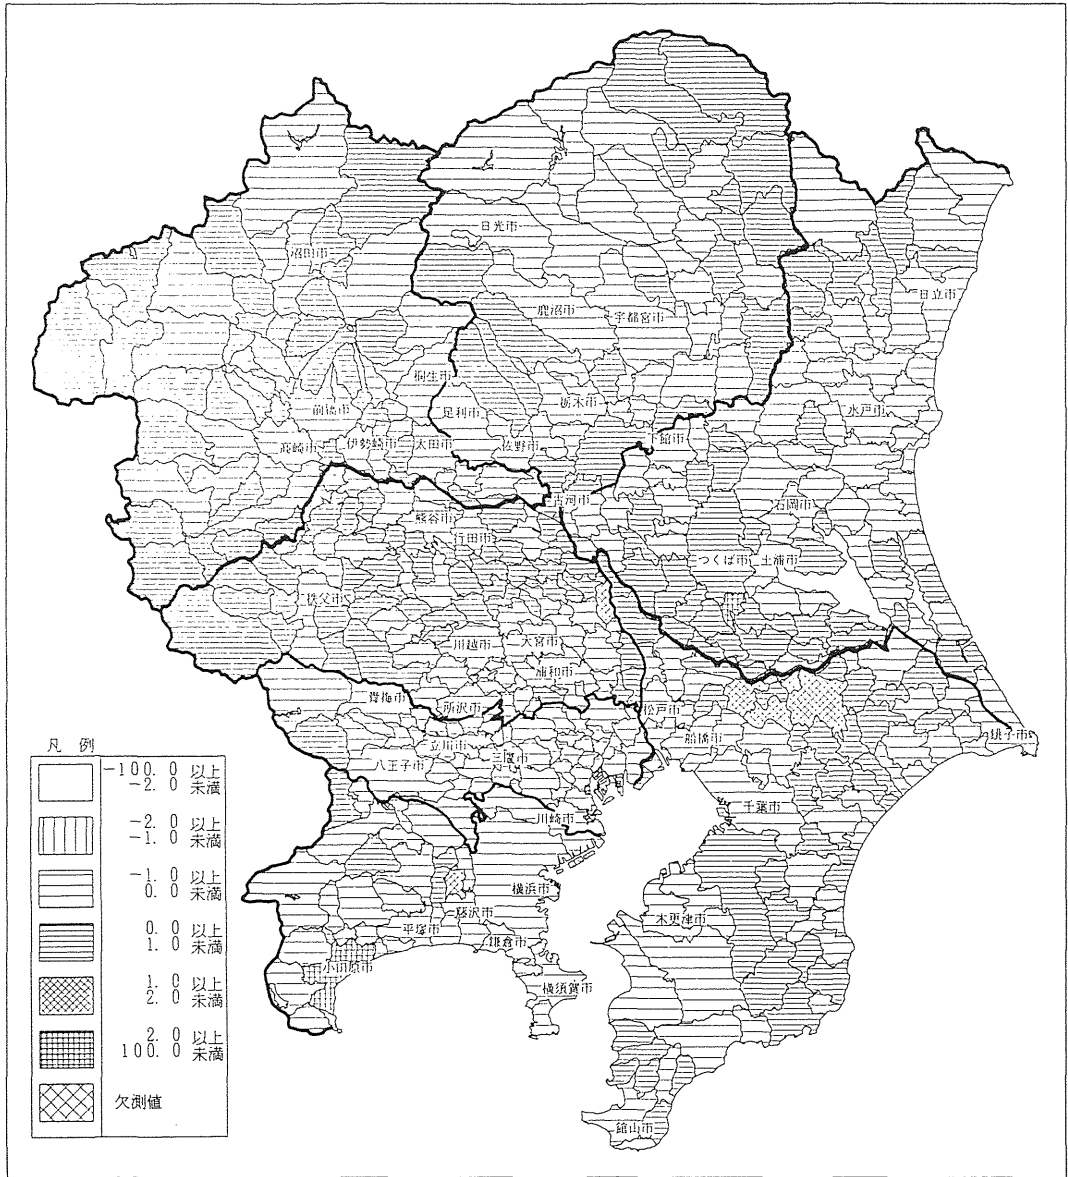 日光市
沼田市
日立市
鹿沼市
宇都宮市
桐生市
栃木市
前橋市
足利市
水戸市
高崎市
伊勢崎市
太田市
佐野市
下館市
古河市
石岡市
熊谷市
行田市
つくば市
土浦市
秩父市
川越市
大宮市
浦和市
青梅市
所沢市
松戸市
船橋市
銚子市
立川市
三鷹市
八王子市
千葉市
川崎市
横浜市
藤沢市
木更津市
平塚市
鎌倉市
小田原市
横須賀市
館山市
凡 例
-100.0 以上
-2.0 未満
-2.0 以上
-1.0 未満
-1.0 以上
0.0 未満
0.0 以上
1.0 未満
1.0 以上
2.0 未満
2.0 以上
100.0 未満
欠測値